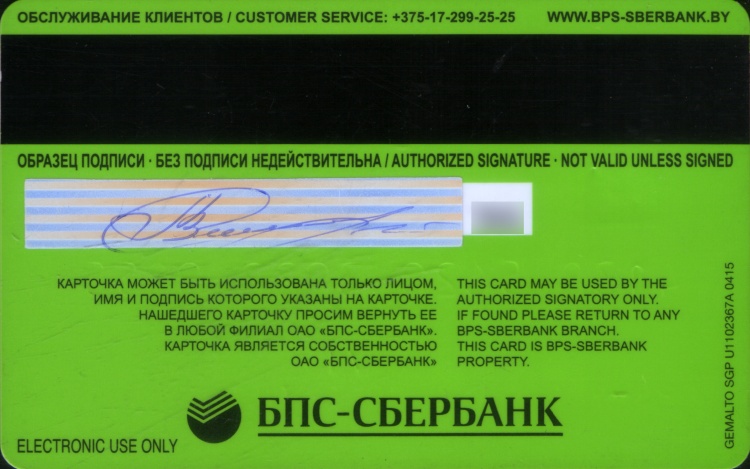 ОБСЛУЖИВАНИЕ КЛИЕНТОВ / CUSTOMER SERVICE: +375-17-299-25-25 WWW.BPS-SBERBANK.BY
ОБРАЗЕЦ ПОДПИСИ · БЕЗ ПОДПИСИ НЕДЕЙСТВИТЕЛЬНА / AUTHORIZED SIGNATURE · NOT VALID UNLESS SIGNED
КАРТОЧКА МОЖЕТ БЫТЬ ИСПОЛЬЗОВАНА ТОЛЬКО ЛИЦОМ,
ИМЯ И ПОДПИСЬ КОТОРОГО УКАЗАНЫ НА КАРТОЧКЕ.
НАШЕДШЕГО КАРТОЧКУ ПРОСИМ ВЕРНУТЬ ЕЕ
В ЛЮБОЙ ФИЛИАЛ ОАО «БПС-СБЕРБАНК».
КАРТОЧКА ЯВЛЯЕТСЯ СОБСТВЕННОСТЬЮ
ОАО «БПС-СБЕРБАНК»
THIS CARD MAY BE USED BY THE
AUTHORIZED SIGNATORY ONLY.
IF FOUND PLEASE RETURN TO ANY
BPS-SBERBANK BRANCH.
THIS CARD IS BPS-SBERBANK
PROPERTY.
GEMALTO SGP U1102367A 0415
БПС-СБЕРБАНК
ELECTRONIC USE ONLY